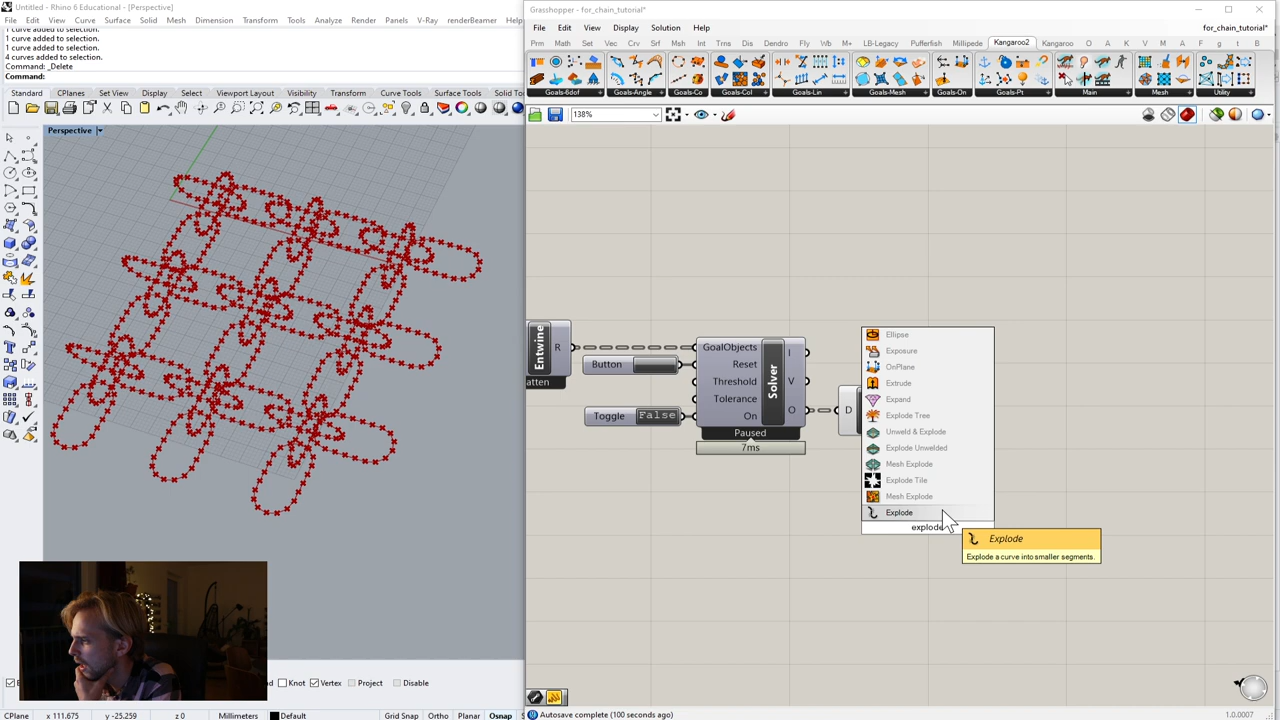 Untitled - Rhino 6 Educational - [Perspective]
File Edit View Curve Surface Solid Mesh Dimension Transform Tools Analyze Render Panels V-Ray renderBeamer Help
1 curve added to selection.
1 curve added to selection.
4 curves added to selection.
Command: _Delete
Command:
Standard CPlanes Set View Display Select Viewport Layout Visibility Transform Curve Tools Surface Tools Solid
Perspective
Knot Vertex Project Disable
CPlane x 111.675 y -25.259 z 0 Millimeters Default Grid Snap Ortho Planar Osnap
Grasshopper - for_chain_tutorial*
File Edit View Display Solution Help
for_chain_tutorial*
Prm Math Set Vec Crv Srf Msh Int Trns Dis Dendro Fly Wb M+ LB-Legacy Pufferfish Millipede Kangaroo2 Kangaroo O A K V M A F g t B
Goals-6dof Goals-Angle Goals-Co Goals-Col Goals-Lin Goals-Mesh Goals-On Goals-Pt Main Mesh Utility
138%
Entwine
R
atten
Button
Toggle False
GoalObjects
Reset
Threshold
Tolerance
On
Solver
I
V
O
Paused
7ms
D
Ellipse
Exposure
OnPlane
Extrude
Expand
Explode Tree
Unweld & Explode
Explode Unwelded
Mesh Explode
Explode Tile
Mesh Explode
Explode
explode
Explode
Explode a curve into smaller segments.
Autosave complete (100 seconds ago)
1.0.0007